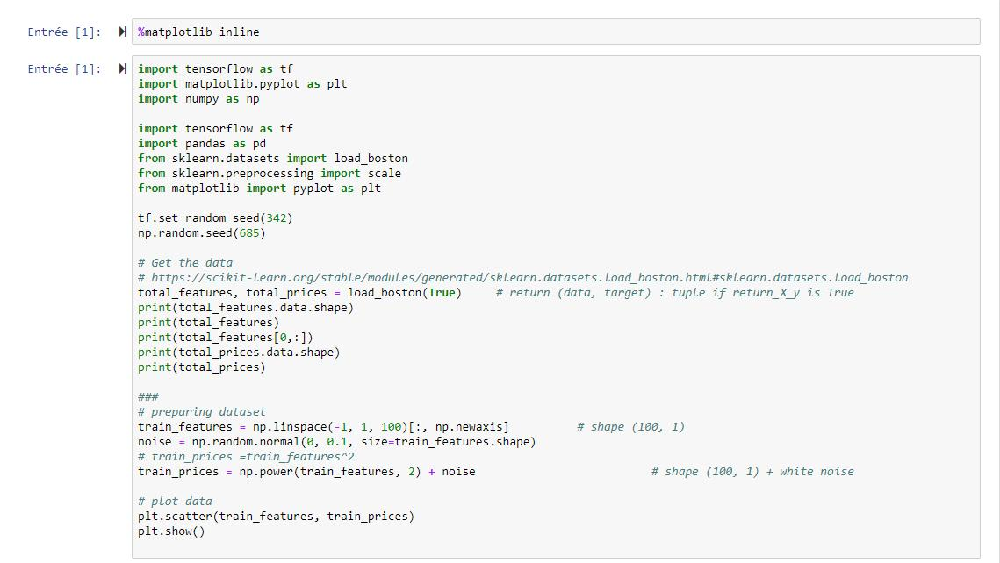 Entrée [1]: %matplotlib inline
Entrée [1]: import tensorflow as tf
import matplotlib.pyplot as plt
import numpy as np
import tensorflow as tf
import pandas as pd
from sklearn.datasets import load_boston
from sklearn.preprocessing import scale
from matplotlib import pyplot as plt
tf.set_random_seed(342)
np.random.seed(685)
# Get the data
# https://scikit-learn.org/stable/modules/generated/sklearn.datasets.load_boston.html#sklearn.datasets.load_boston
total_features, total_prices = load_boston(True)     # return (data, target) : tuple if return_X_y is True
print(total_features.data.shape)
print(total_features)
print(total_features[0,:])
print(total_prices.data.shape)
print(total_prices)
###
# preparing dataset
train_features = np.linspace(-1, 1, 100)[:, np.newaxis]          # shape (100, 1)
noise = np.random.normal(0, 0.1, size=train_features.shape)
# train_prices =train_features^2
train_prices = np.power(train_features, 2) + noise                          # shape (100, 1) + white noise
# plot data
plt.scatter(train_features, train_prices)
plt.show()